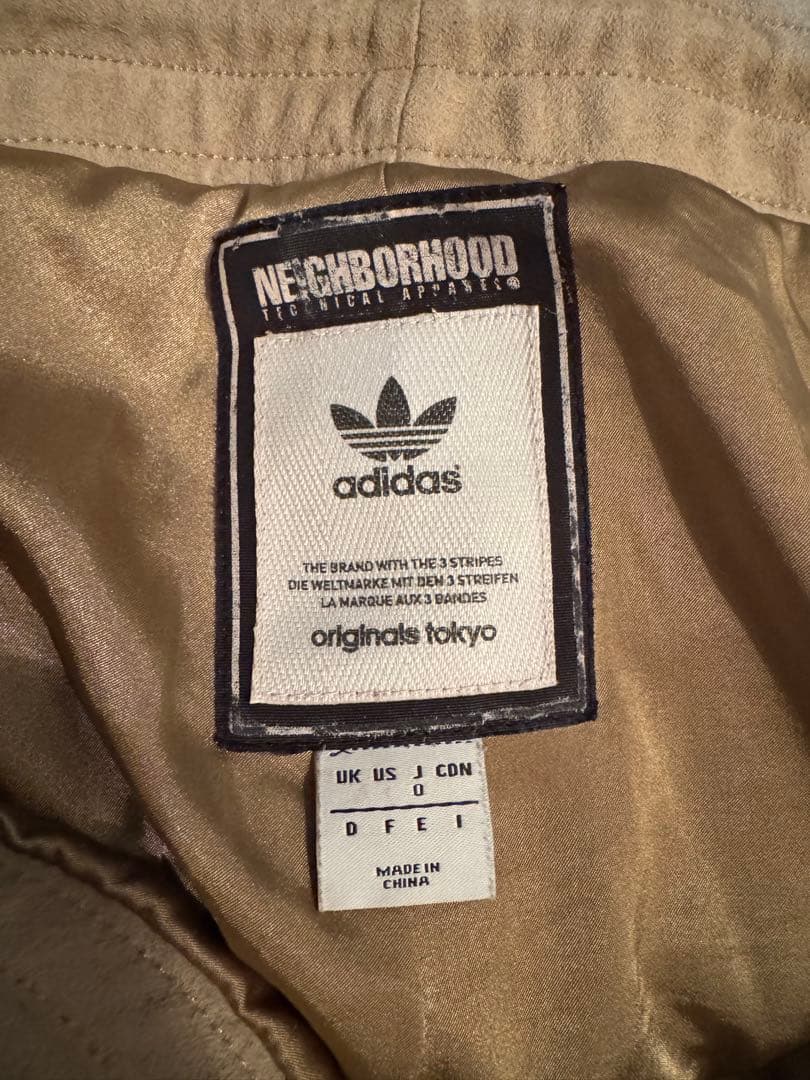 NEIGHBORHOOD
TECHNICAL APPAREL®
adidas
THE BRAND WITH THE 3 STRIPES
DIE WELTMARKE MIT DEN 3 STREIFEN
LA MARQUE AUX 3 BANDES
originals tokyo
UK US J CDN
O
D F E I
MADE IN
CHINA